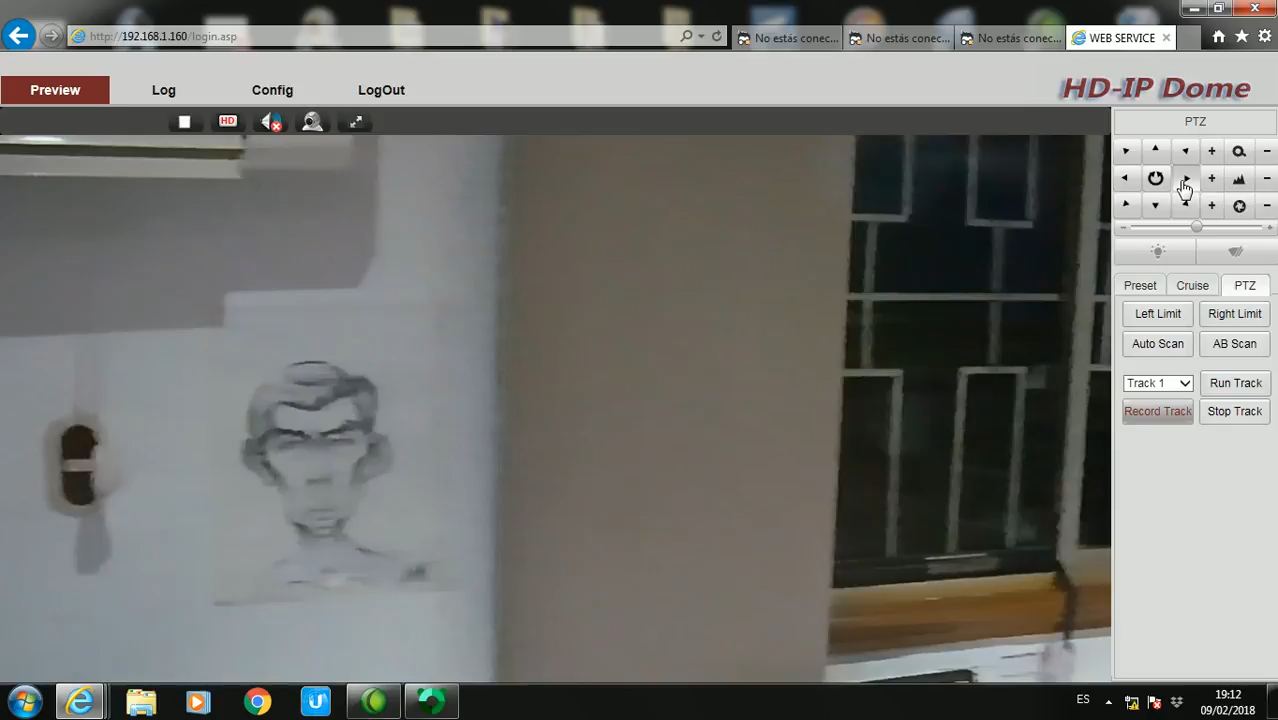 http://192.168.1.160/login.asp
No estás conec...
No estás conec...
No estás conec...
WEB SERVICE
Preview
Log
Config
LogOut
HD-IP Dome
HD
PTZ
Preset
Cruise
PTZ
Left Limit
Right Limit
Auto Scan
AB Scan
Track 1
Run Track
Record Track
Stop Track
ES
19:12
09/02/2018